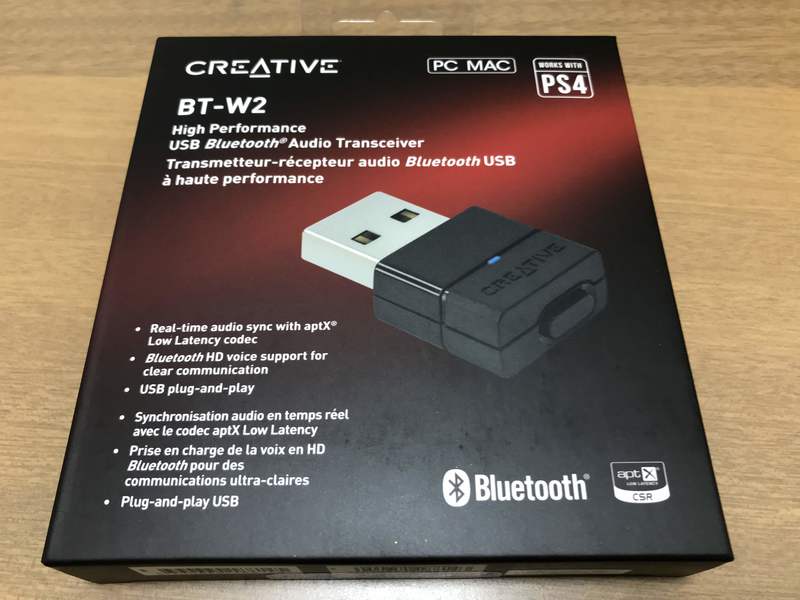 CREATIVE
PC MAC
WORKS WITH
PS4
BT-W2
High Performance
USB Bluetooth® Audio Transceiver
Transmetteur-récepteur audio Bluetooth USB
à haute performance
CREATIVE
• Real-time audio sync with aptX®
Low Latency codec
• Bluetooth HD voice support for
clear communication
• USB plug-and-play
• Synchronisation audio en temps réel
avec le codec aptX Low Latency
• Prise en charge de la voix en HD
Bluetooth pour des
communications ultra-claires
• Plug-and-play USB
Bluetooth®
aptX
LOW LATENCY
CSR